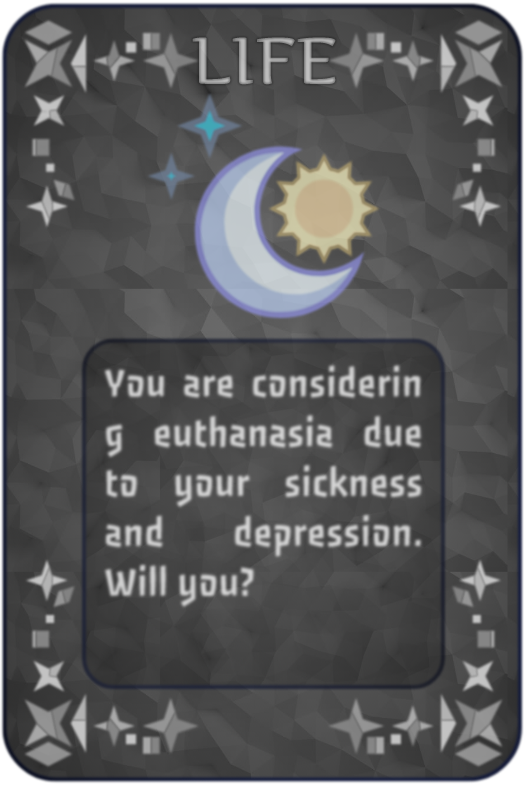 LIFE
You are considerin
g euthanasia due
to your sickness
and depression.
Will you?